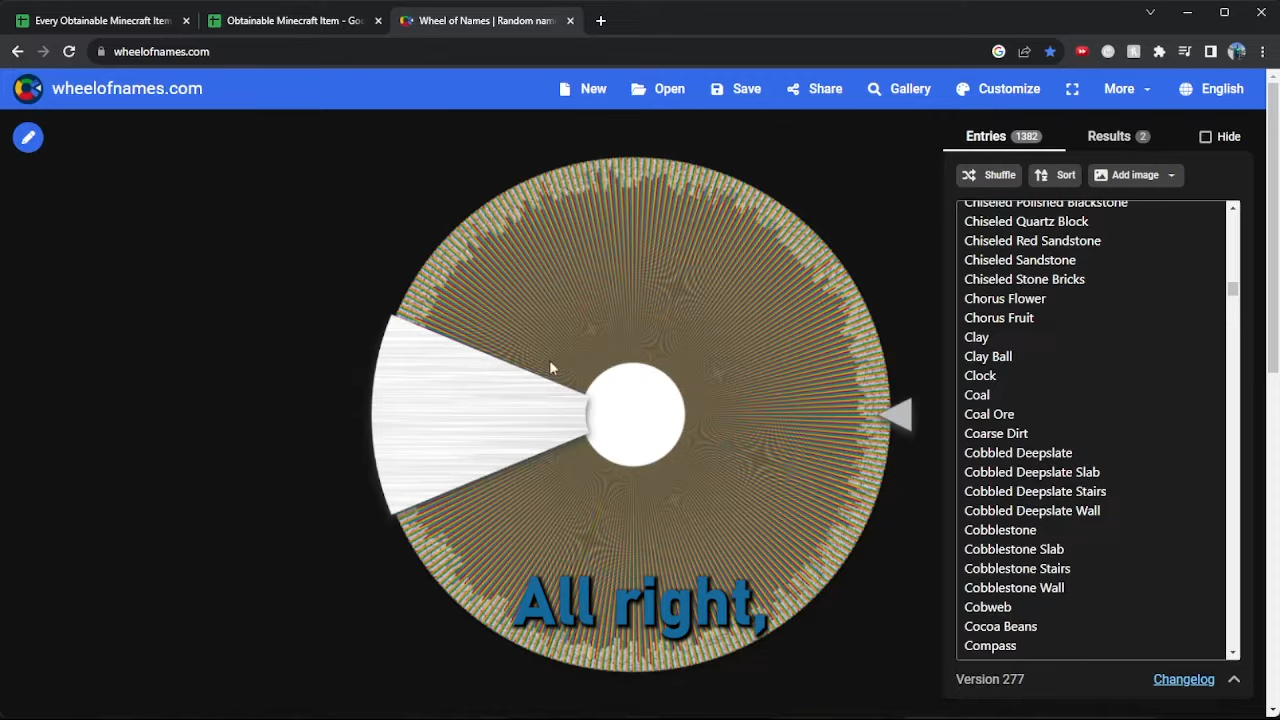 Every Obtainable Minecraft Item
Obtainable Minecraft Item - Goo
Wheel of Names | Random nam
wheelofnames.com
wheelofnames.com
New
Open
Save
Share
Gallery
Customize
More
English
Entries 1382
Results 2
Hide
Shuffle
Sort
Add image
Chiseled Polished Blackstone
Chiseled Quartz Block
Chiseled Red Sandstone
Chiseled Sandstone
Chiseled Stone Bricks
Chorus Flower
Chorus Fruit
Clay
Clay Ball
Clock
Coal
Coal Ore
Coarse Dirt
Cobbled Deepslate
Cobbled Deepslate Slab
Cobbled Deepslate Stairs
Cobbled Deepslate Wall
Cobblestone
Cobblestone Slab
Cobblestone Stairs
Cobblestone Wall
Cobweb
Cocoa Beans
Compass
All right,
Version 277
Changelog